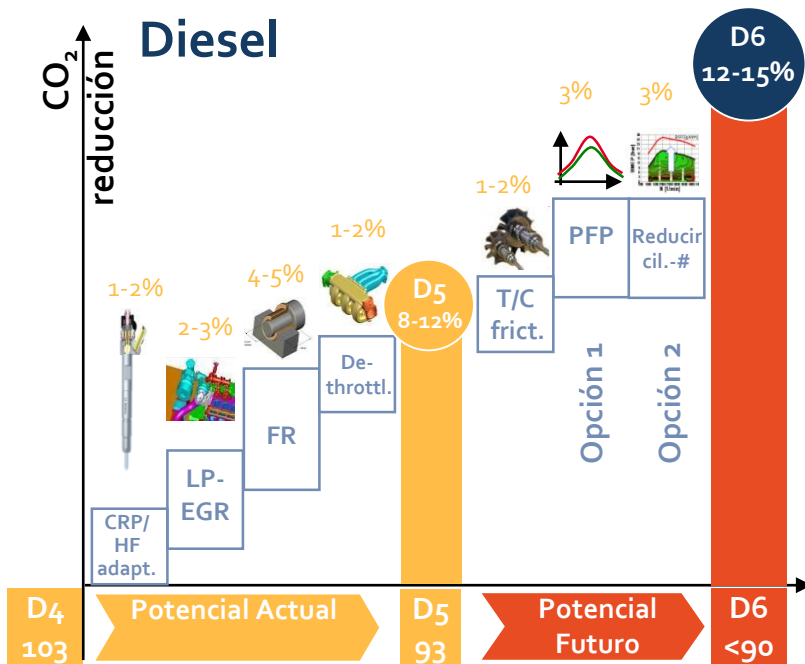 Diesel
CO₂
reducción
D6
12-15%
3%
3%
1-2%
1-2%
4-5%
2-3%
1-2%
D5
8-12%
PFP
Reducir
cil.-#
T/C
frict.
De-
throttl.
FR
LP-
EGR
CRP/
HF
adapt.
Opción 1
Opción 2
D4
103
Potencial Actual
D5
93
Potencial
Futuro
D6
<90